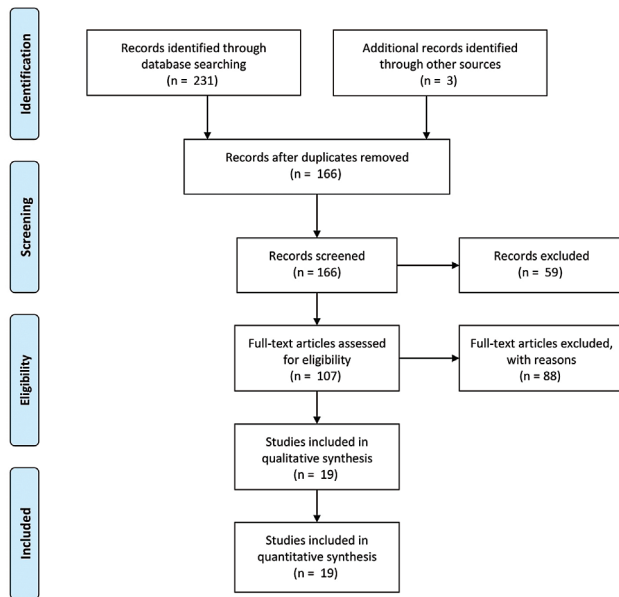 Identification
Records identified through
database searching
(n = 231)
Additional records identified
through other sources
(n = 3)
Records after duplicates removed
(n = 166)
Screening
Records screened
(n = 166)
Records excluded
(n = 59)
Eligibility
Full-text articles assessed
for eligibility
(n = 107)
Full-text articles excluded,
with reasons
(n = 88)
Studies included in
qualitative synthesis
(n = 19)
Included
Studies included in
quantitative synthesis
(n = 19)